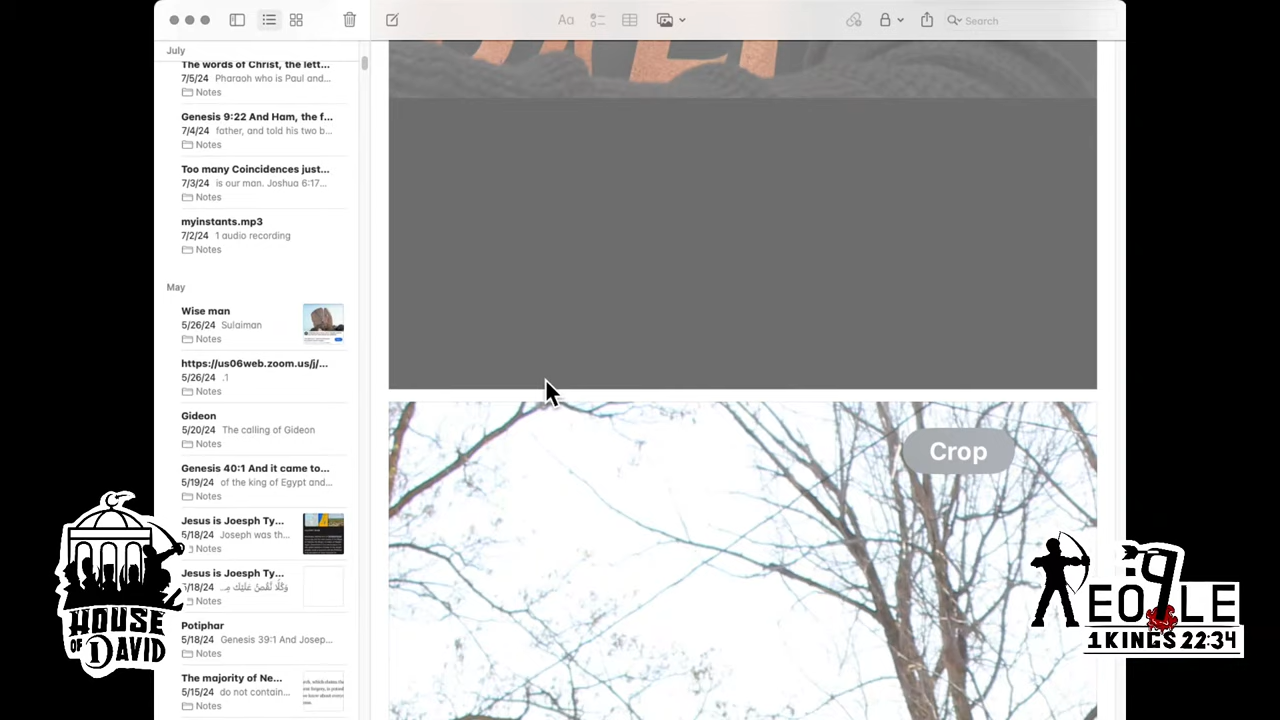 Aa
Search
July
The words of Christ, the lett...
7/5/24 Pharaoh who is Paul and...
Notes
Genesis 9:22 And Ham, the f...
7/4/24 father, and told his two b...
Notes
Too many Coincidences just...
7/3/24 is our man. Joshua 6:17...
Notes
myinstants.mp3
7/2/24 1 audio recording
Notes
May
Wise man
5/26/24 Sulaiman
Notes
https://us06web.zoom.us/j/...
5/26/24 .1
Notes
Gideon
5/20/24 The calling of Gideon
Notes
Genesis 40:1 And it came to...
5/19/24 of the king of Egypt and...
Notes
Jesus is Joesph Ty...
5/18/24 Joseph was th...
Notes
Jesus is Joesph Ty...
5/18/24 وَكُلًّا نَّقُصُّ عَلَيْكَ مِـ...
Notes
Potiphar
5/18/24 Genesis 39:1 And Josep...
Notes
The majority of Ne...
5/15/24 do not contain...
Notes
Crop
HOUSE
OF DAVID
1 KINGS 22:34